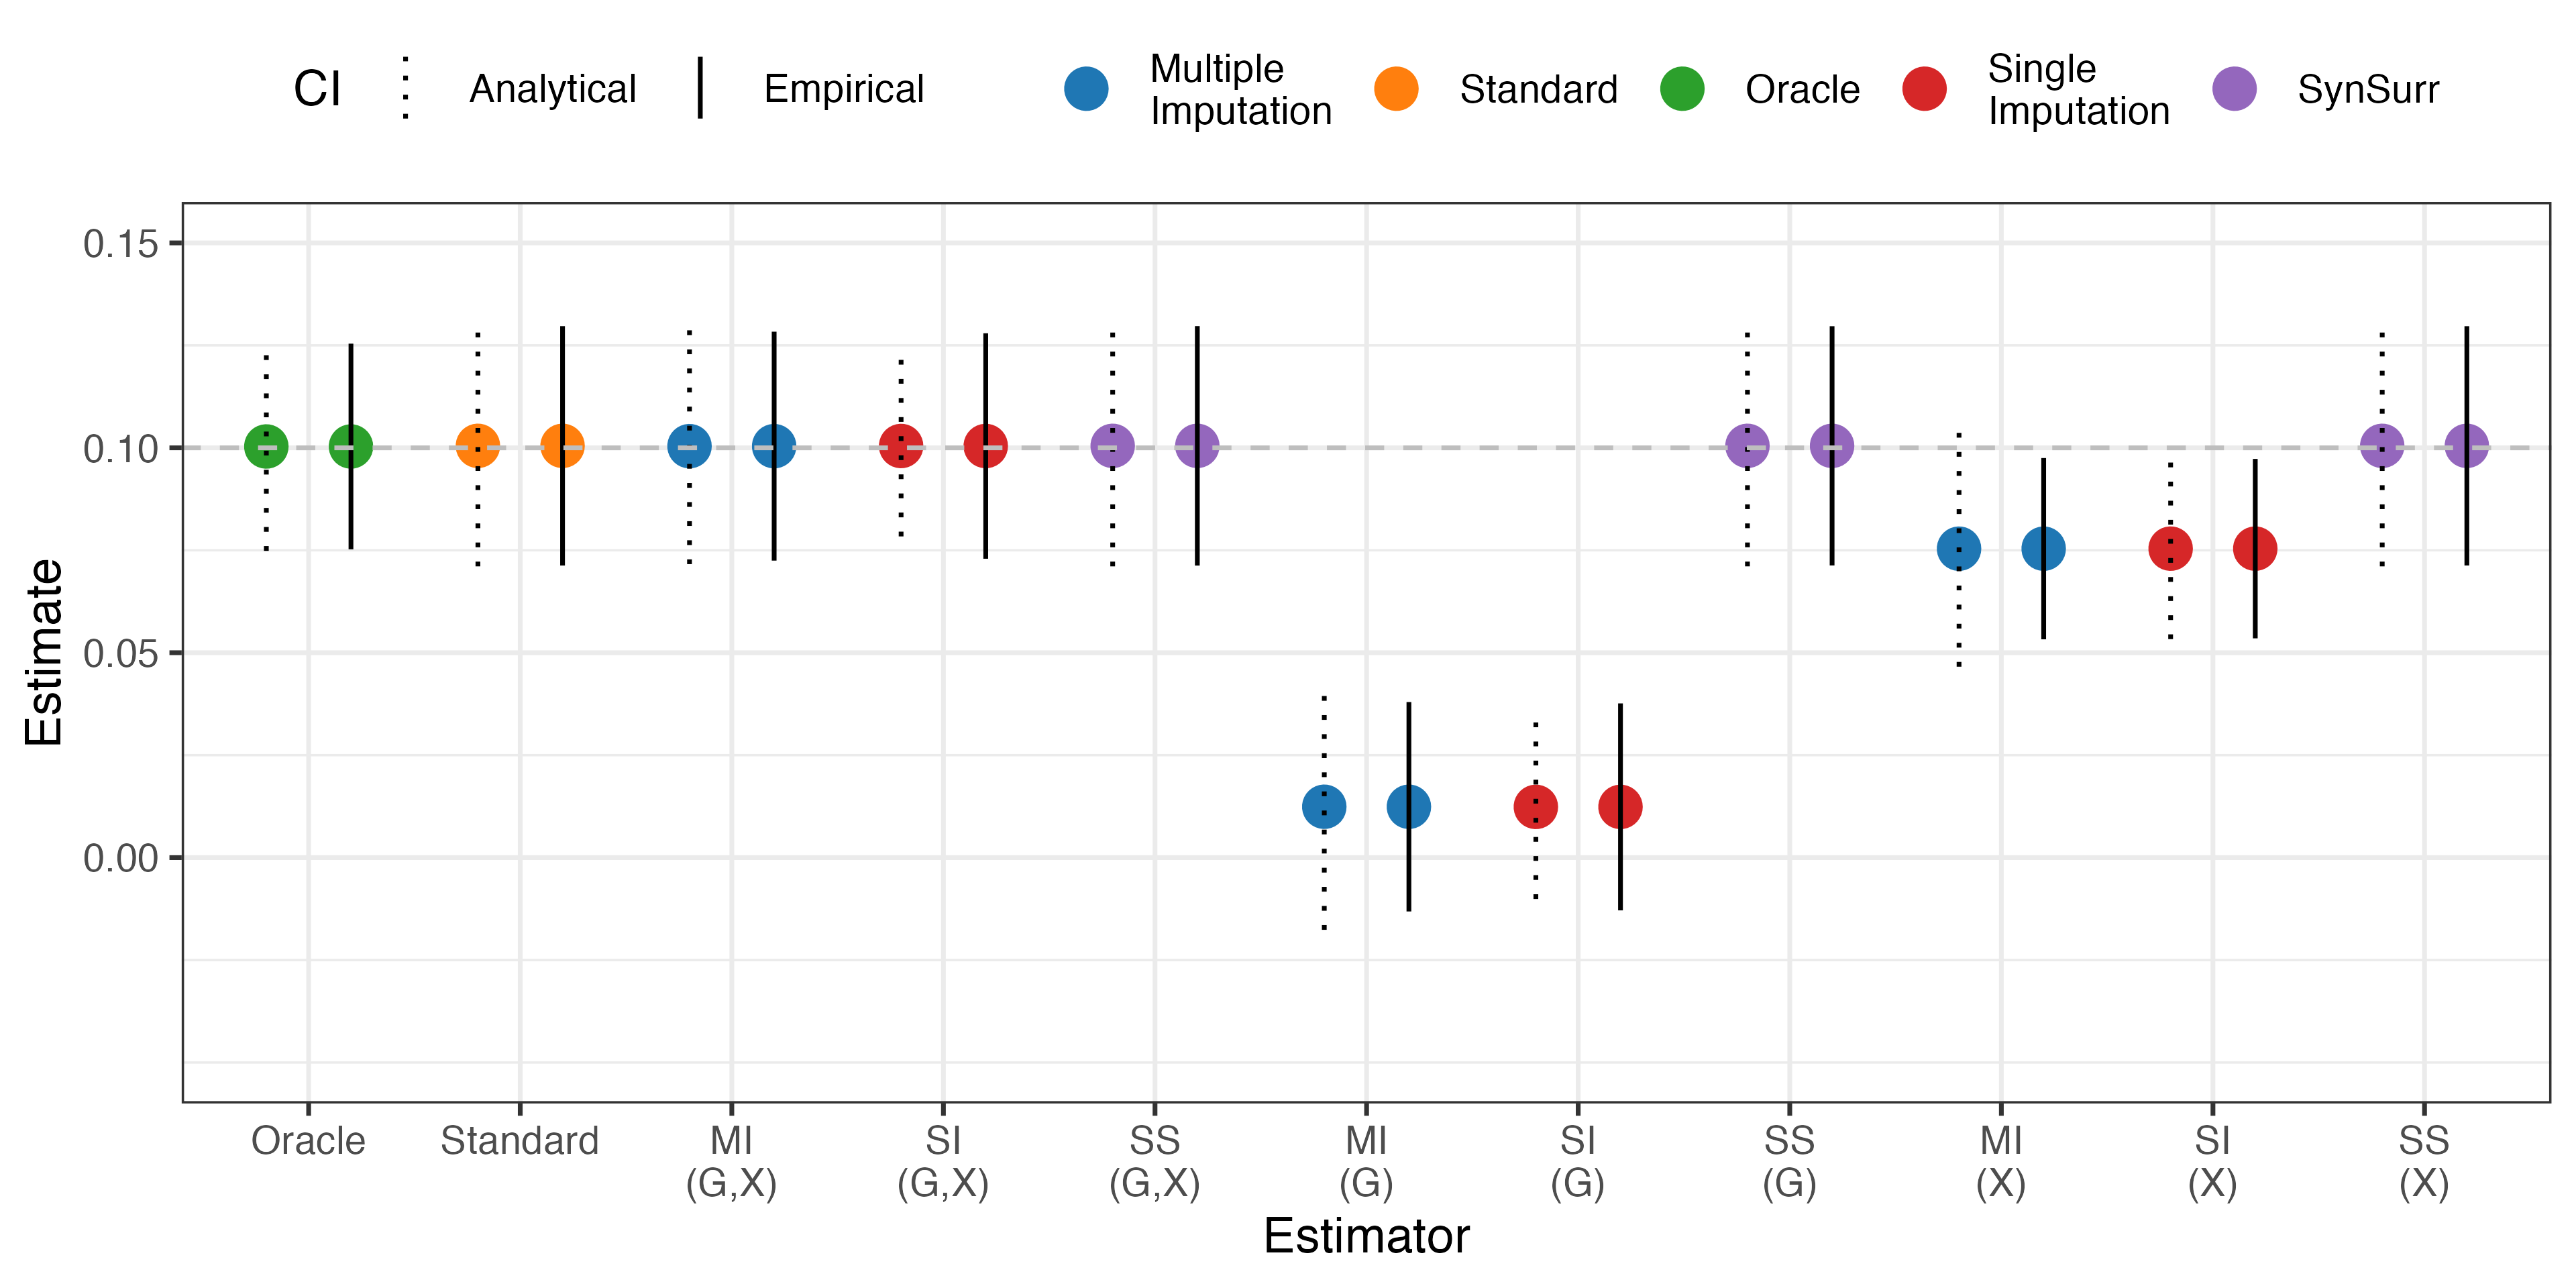 CI Analytical Empirical Multiple Imputation Standard Oracle Single Imputation SynSurr
0.15
0.10
0.05
0.00
Estimate
Oracle Standard MI SI SS MI SI SS MI SI SS
(G,X) (G,X) (G,X) (G) (G) (G) (X) (X) (X)
Estimator